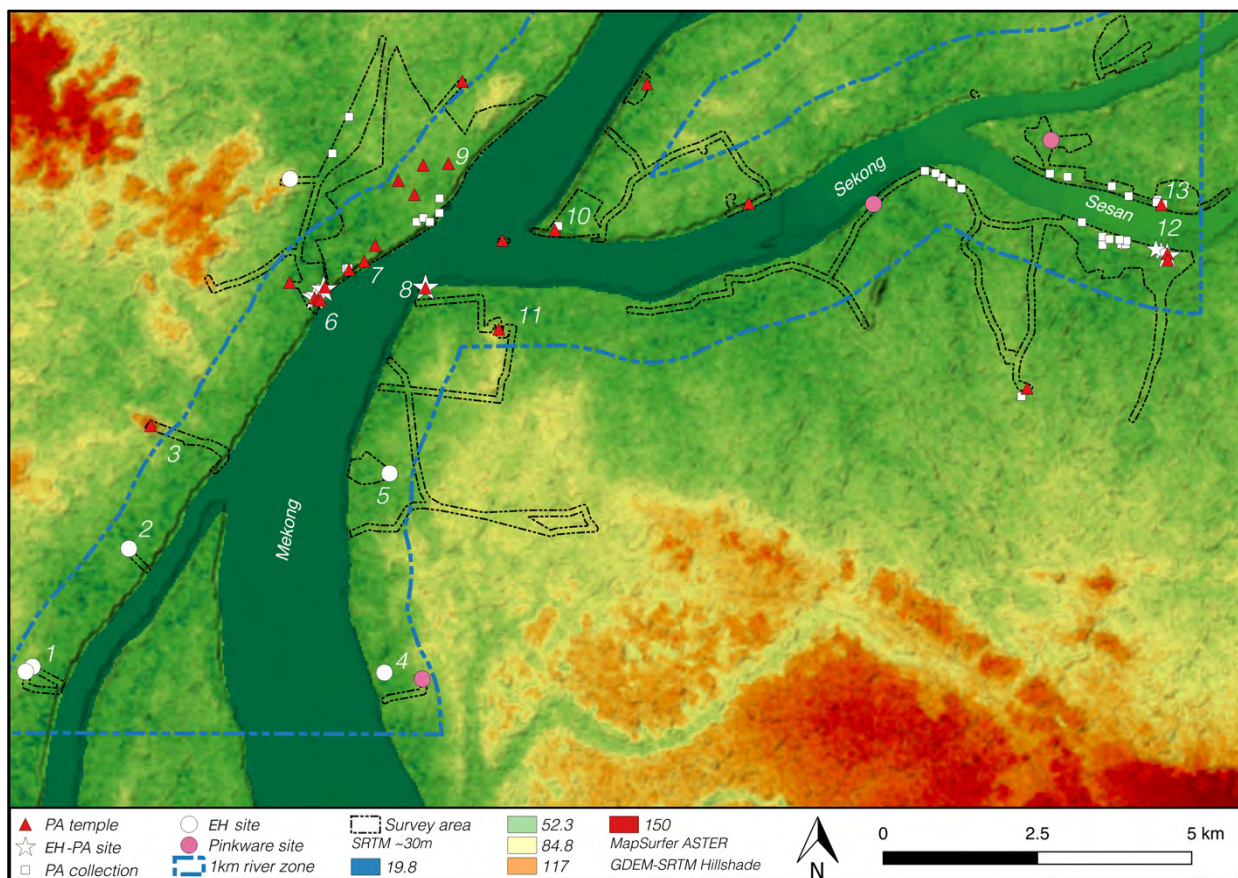 9
10
Sekong
13
Sesan
12
7
8
6
11
3
5
2
Mekong
1
4
PA temple
EH-PA site
PA collection
EH site
Pinkware site
1km river zone
Survey area
SRTM ~30m
19.8
52.3
84.8
117
150
MapSurfer ASTER
GDEM-SRTM Hillshade
N
0 2.5 5 km